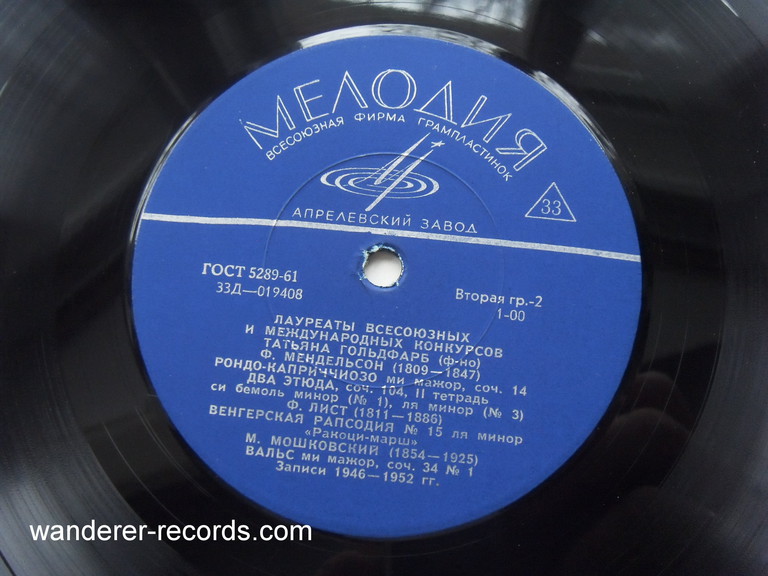 МЕЛОДИЯ
ВСЕСОЮЗНАЯ ФИРМА ГРАМПЛАСТИНОК
33
АПРЕЛЕВСКИЙ ЗАВОД
ГОСТ 5289-61
33Д—019408
Вторая гр.-2
1-00
ЛАУРЕАТЫ ВСЕСОЮЗНЫХ
И МЕЖДУНАРОДНЫХ КОНКУРСОВ
ТАТЬЯНА ГОЛЬДФАРБ (ф-но)
Ф. МЕНДЕЛЬСОН (1809—1847)
РОНДО-КАПРИЧЧИОЗО ми мажор, соч. 14
ДВА ЭТЮДА, соч. 104, II тетрадь
си бемоль минор (№ 1), ля минор (№ 3)
Ф. ЛИСТ (1811—1886)
ВЕНГЕРСКАЯ РАПСОДИЯ № 15 ля минор
«Ракоци-марш»
М. МОШКОВСКИЙ (1854—1925)
ВАЛЬС ми мажор, соч. 34 № 1
Записи 1946—1952 гг.
wanderer-records.com